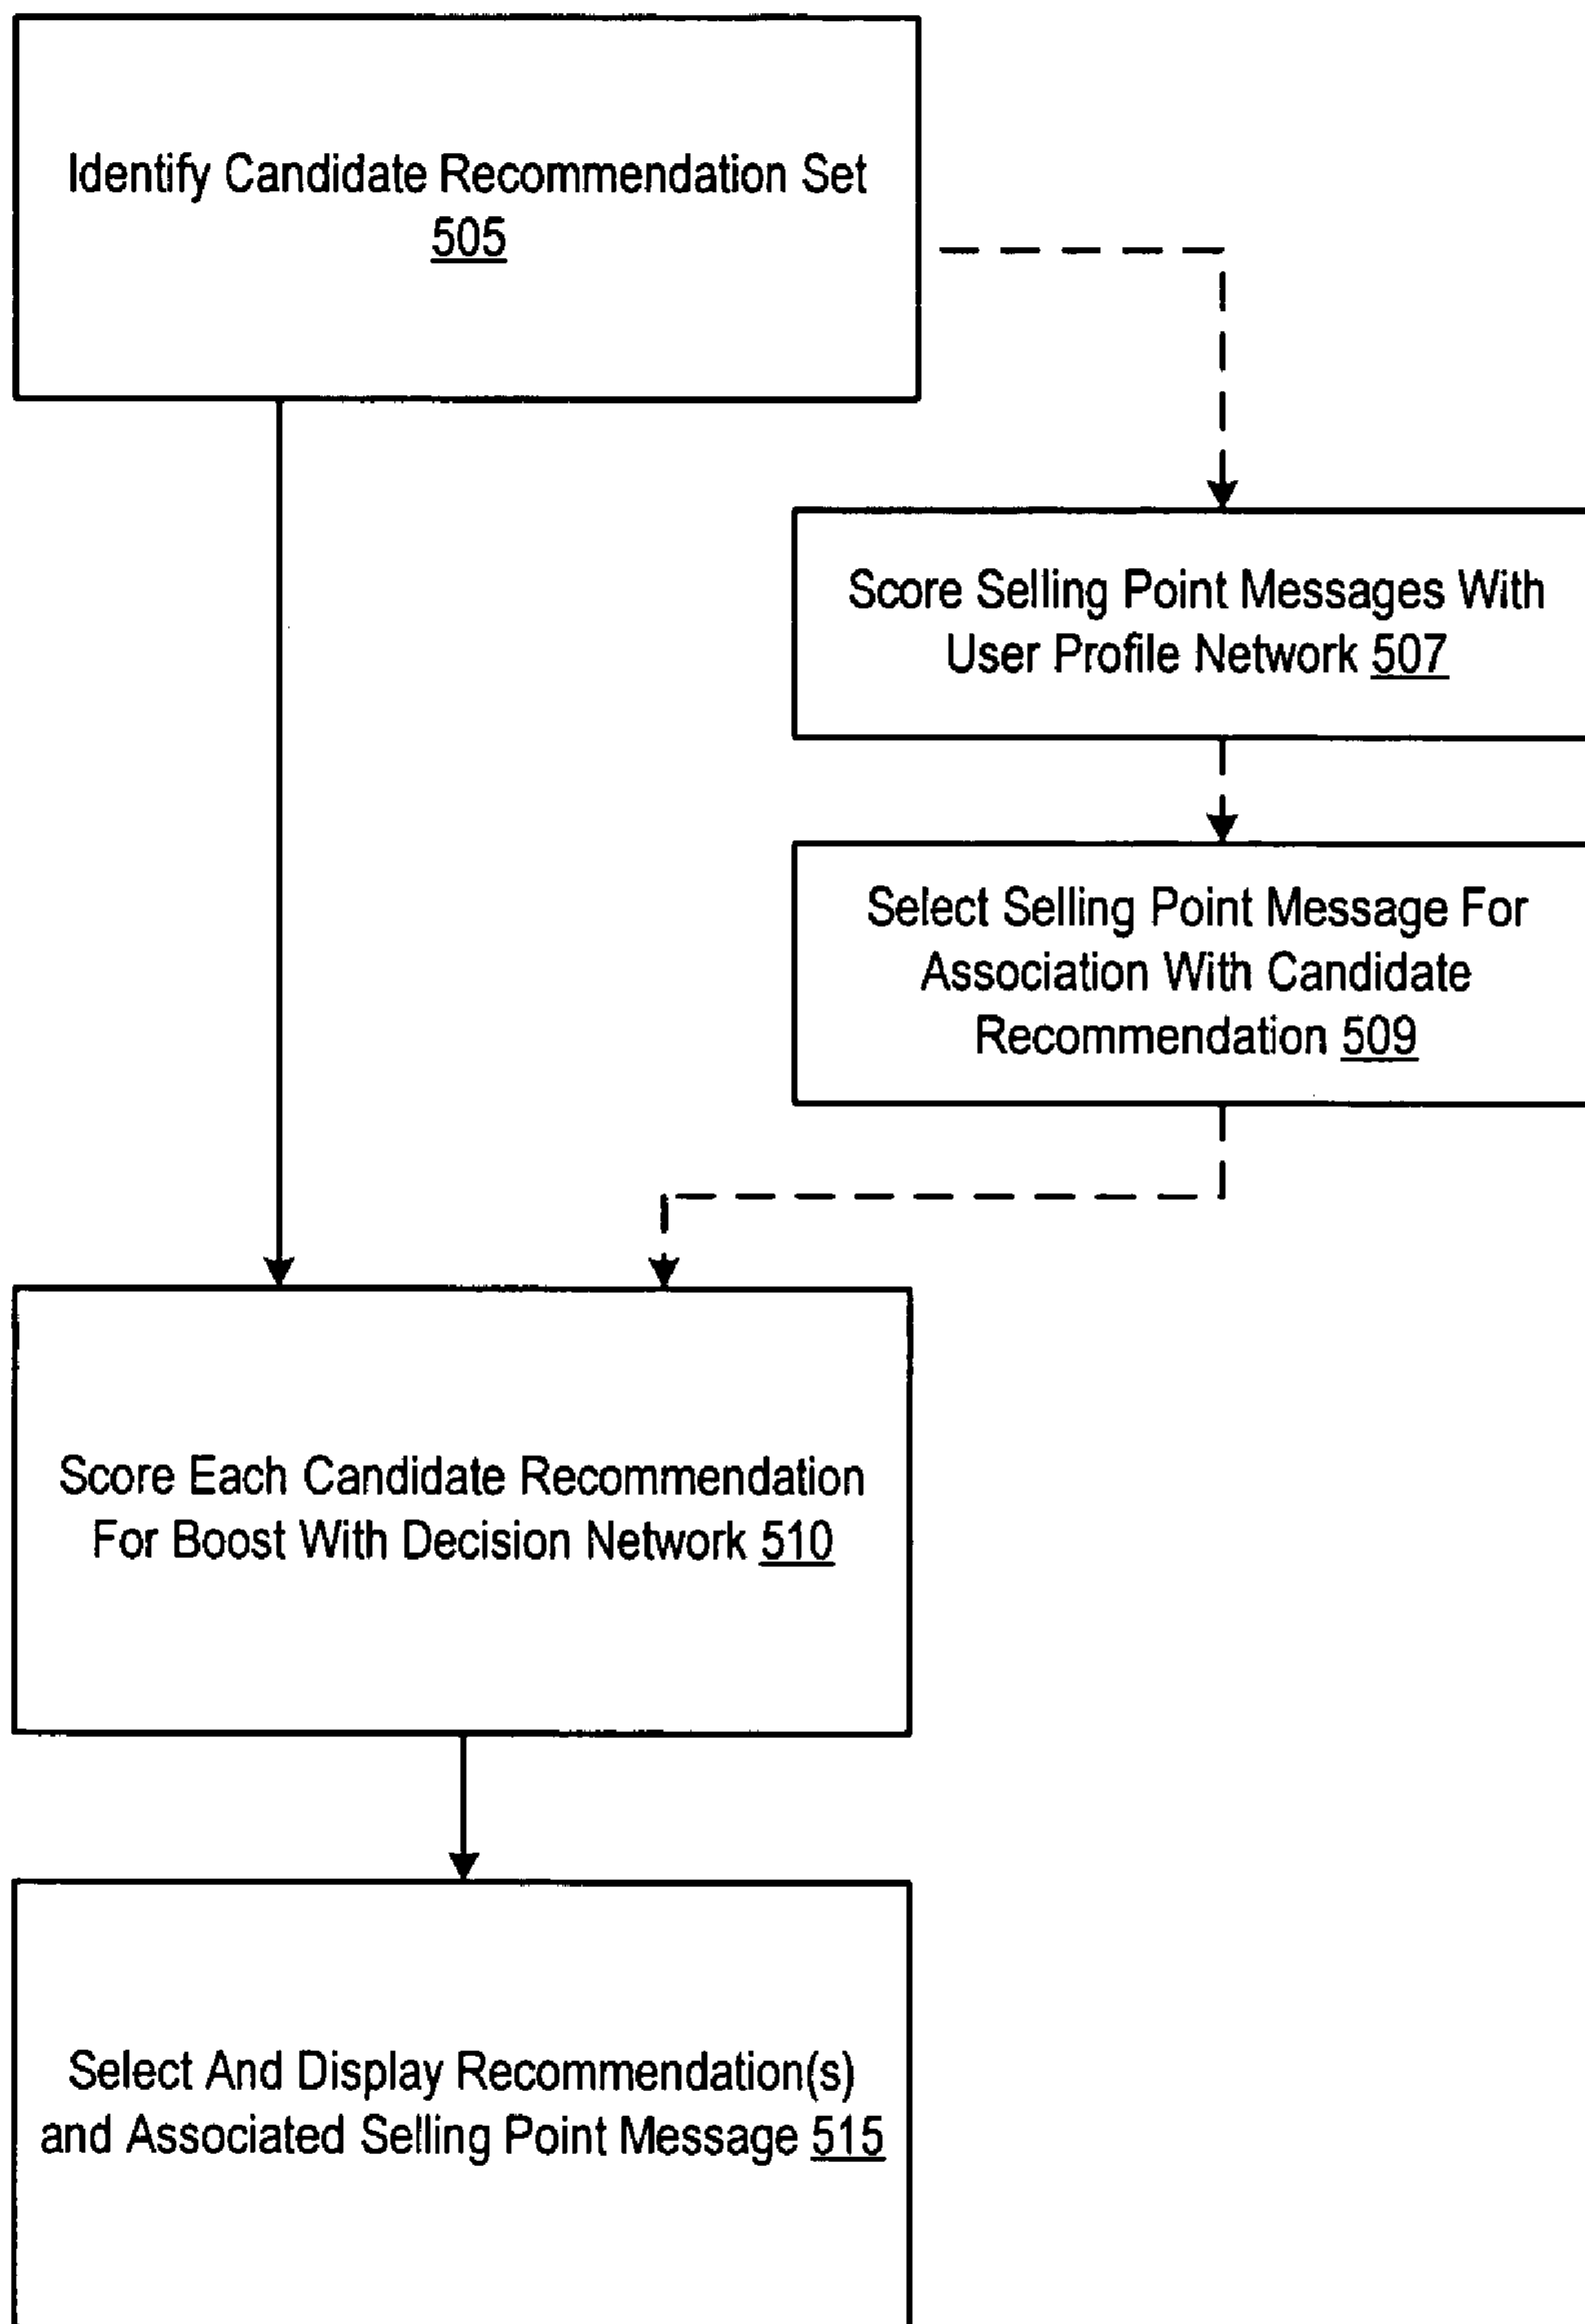 Identify Candidate Recommendation Set
505
Score Selling Point Messages With
User Profile Network 507
Select Selling Point Message For
Association With Candidate
Recommendation 509
Score Each Candidate Recommendation
For Boost With Decision Network 510
Select And Display Recommendation(s)
and Associated Selling Point Message 515